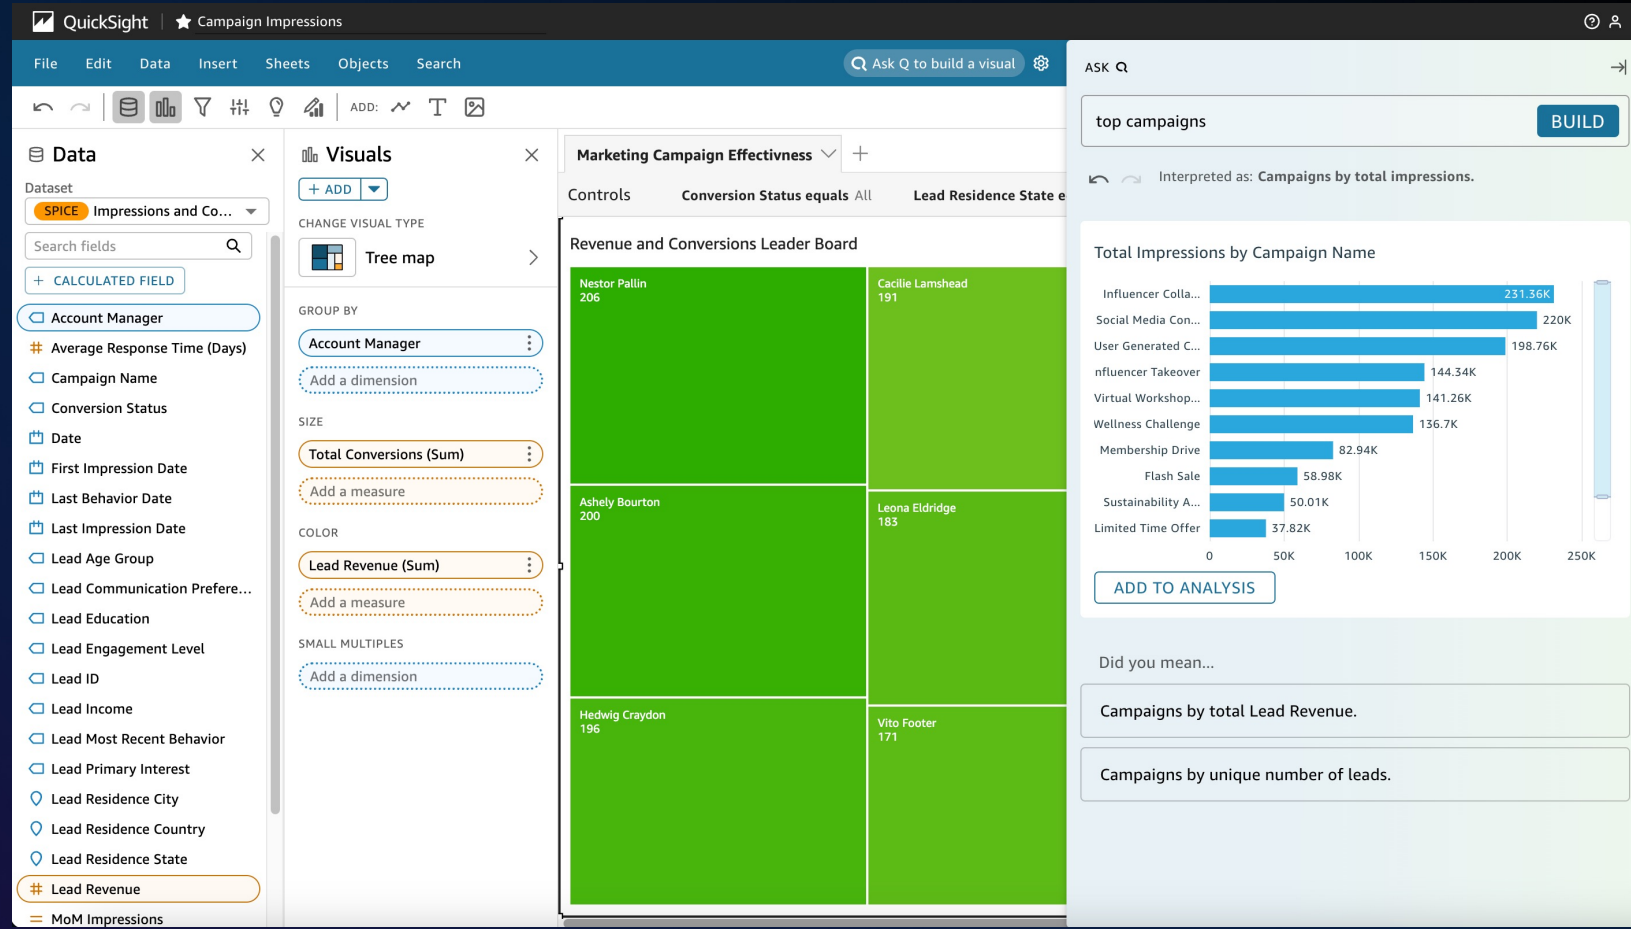 QuickSight
Campaign Impressions
File Edit Data Insert Sheets Objects Search
Ask Q to build a visual
ADD:
Data
Dataset
SPICE Impressions and Co...
Search fields
+ CALCULATED FIELD
Account Manager
Average Response Time (Days)
Campaign Name
Conversion Status
Date
First Impression Date
Last Behavior Date
Last Impression Date
Lead Age Group
Lead Communication Prefere...
Lead Education
Lead Engagement Level
Lead ID
Lead Income
Lead Most Recent Behavior
Lead Primary Interest
Lead Residence City
Lead Residence Country
Lead Residence State
Lead Revenue
MoM Impressions
Visuals
+ ADD
CHANGE VISUAL TYPE
Tree map
GROUP BY
Account Manager
Add a dimension
SIZE
Total Conversions (Sum)
Add a measure
COLOR
Lead Revenue (Sum)
Add a measure
SMALL MULTIPLES
Add a dimension
Marketing Campaign Effectivness
Controls
Conversion Status equals All
Lead Residence State e
Revenue and Conversions Leader Board
Nestor Pallin
206
Cacilie Lamshead
191
Ashely Bourton
200
Leona Eldridge
183
Hedwig Craydon
196
Vito Footer
171
ASK Q
top campaigns
BUILD
Interpreted as: Campaigns by total impressions.
Total Impressions by Campaign Name
Influencer Colla... 231.36K
Social Media Con... 220K
User Generated C... 198.76K
nfluencer Takeover 144.34K
Virtual Workshop... 141.26K
Wellness Challenge 136.7K
Membership Drive 82.94K
Flash Sale 58.98K
Sustainability A... 50.01K
Limited Time Offer 37.82K
0 50K 100K 150K 200K 250K
ADD TO ANALYSIS
Did you mean...
Campaigns by total Lead Revenue.
Campaigns by unique number of leads.